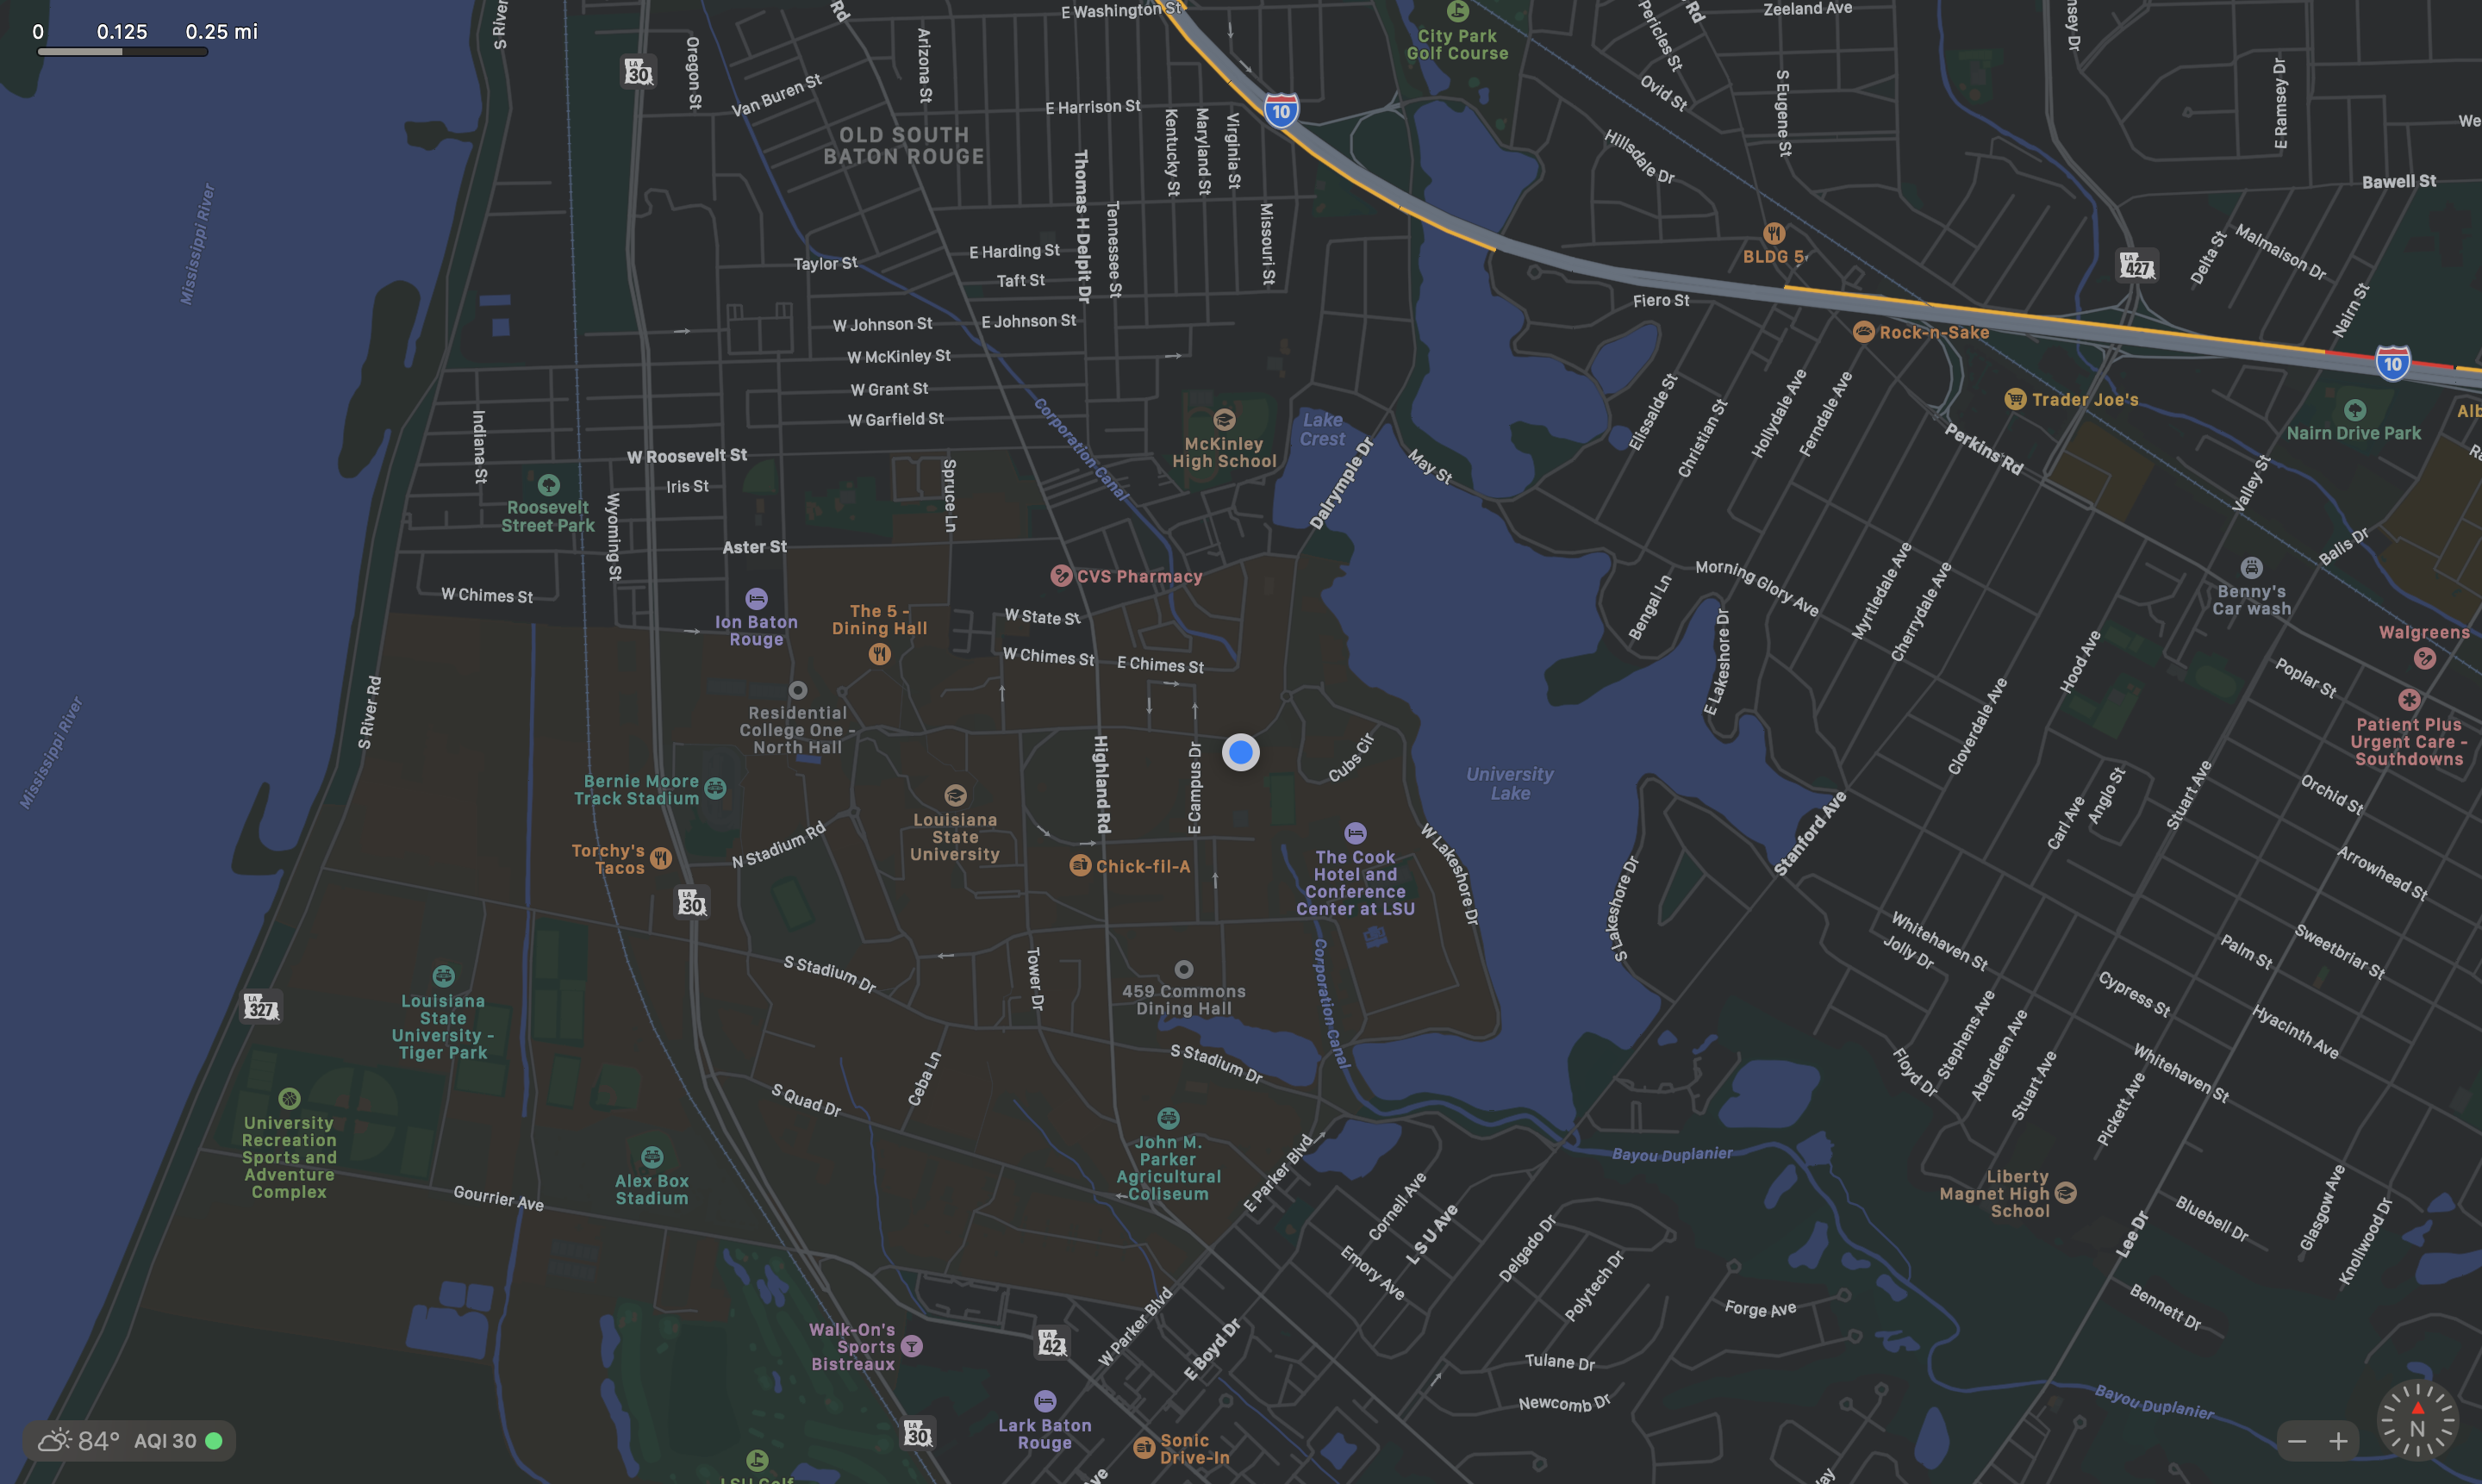 0 0.125 0.25 mi
S River
LA
30
Oregon St
Van Buren St
Rd
Arizona St
E Washington St
E Harrison St
OLD SOUTH
BATON ROUGE
Thomas H Delpit Dr
Tennessee St
Kentucky St
Maryland St
Virginia St
Missouri St
10
City Park
Golf Course
Pericles St
Rd
Ovid St
Zeeland Ave
S Eugene St
Hillsdale Dr
E Ramsey Dr
We
Bawell St
Malmaison Dr
Delta St
Nairn St
LA
427
BLDG 5
Fiero St
Rock-n-Sake
10
Trader Joe's
Nairn Drive Park
Alb
Mississippi River
Taylor St
E Harding St
Taft St
W Johnson St
E Johnson St
W McKinley St
W Grant St
W Garfield St
W Roosevelt St
Iris St
Indiana St
Roosevelt
Street Park
Wyoming St
Spruce Ln
Aster St
Corporation Canal
McKinley
High School
Lake
Crest
Dalrymple Dr
May St
Elissalde St
Christian St
Hollydale Ave
Ferndale Ave
Perkins Rd
Valley St
Balis Dr
W Chimes St
Ion Baton
Rouge
The 5 -
Dining Hall
CVS Pharmacy
W State St
W Chimes St
E Chimes St
Bengal Ln
Morning Glory Ave
E Lakeshore Dr
Myrtledale Ave
Cherrydale Ave
Hood Ave
Benny's
Car wash
Walgreens
Poplar St
Patient Plus
Urgent Care -
Southdowns
Mississippi River
S River Rd
Residential
College One -
North Hall
Bernie Moore
Track Stadium
Torchy's
Tacos
N Stadium Rd
Louisiana
State
University
Highland Rd
E Campus Dr
Chick-fil-A
Cubs Cir
University
Lake
The Cook
Hotel and
Conference
Center at LSU
W Lakeshore Dr
S Lakeshore Dr
Stanford Ave
Cloverdale Ave
Carl Ave
Anglo St
Stuart Ave
Orchid St
Arrowhead St
LA
30
Whitehaven St
Jolly Dr
Palm St
Sweetbriar St
Cypress St
Hyacinth Ave
LA
327
Louisiana
State
University -
Tiger Park
S Stadium Dr
Tower Dr
459 Commons
Dining Hall
Corporation Canal
S Stadium Dr
Floyd Dr
Stephens Ave
Aberdeen Ave
Stuart Ave
Pickett Ave
Whitehaven St
University
Recreation
Sports and
Adventure
Complex
S Quad Dr
Ceba Ln
Gourrier Ave
Alex Box
Stadium
John M.
Parker
Agricultural
Coliseum
E Parker Blvd
Bayou Duplanier
Liberty
Magnet High
School
Lee Dr
Bluebell Dr
Glasgow Ave
Knollwood Dr
Bennett Dr
Cornell Ave
LSU Ave
Emory Ave
Delgado Dr
Polytech Dr
Forge Ave
Tulane Dr
Newcomb Dr
Walk-On's
Sports
Bistreaux
LA
42
W Parker Blvd
E Boyd Dr
Lark Baton
Rouge
Sonic
Drive-In
LA
30
LSU Golf
Bayou Duplanier
84° AQI 30
N